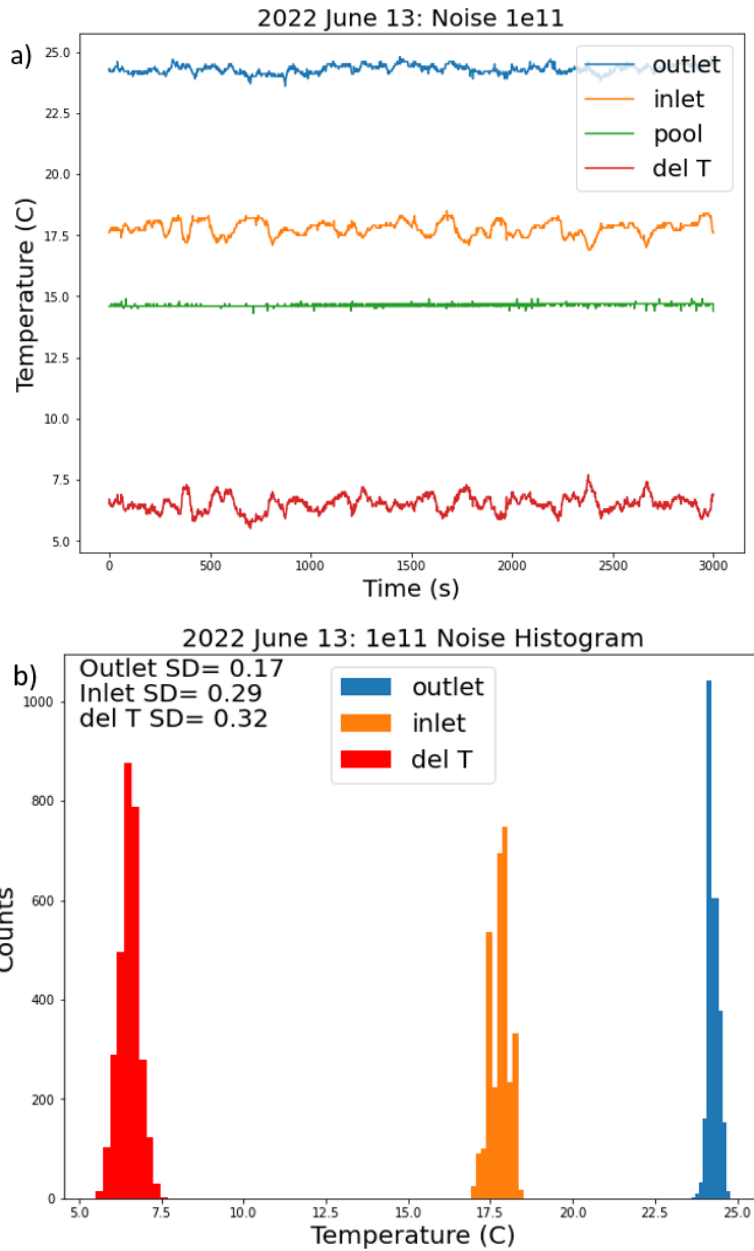 2022 June 13: Noise 1e11
a)
25.0
22.5
20.0
17.5
15.0
12.5
10.0
7.5
5.0
Temperature (C)
outlet
inlet
pool
del T
0 500 1000 1500 2000 2500 3000
Time (s)
2022 June 13: 1e11 Noise Histogram
b)
Outlet SD= 0.17
Inlet SD= 0.29
del T SD= 0.32
outlet
inlet
del T
1000
800
600
400
200
0
Counts
5.0 7.5 10.0 12.5 15.0 17.5 20.0 22.5 25.0
Temperature (C)